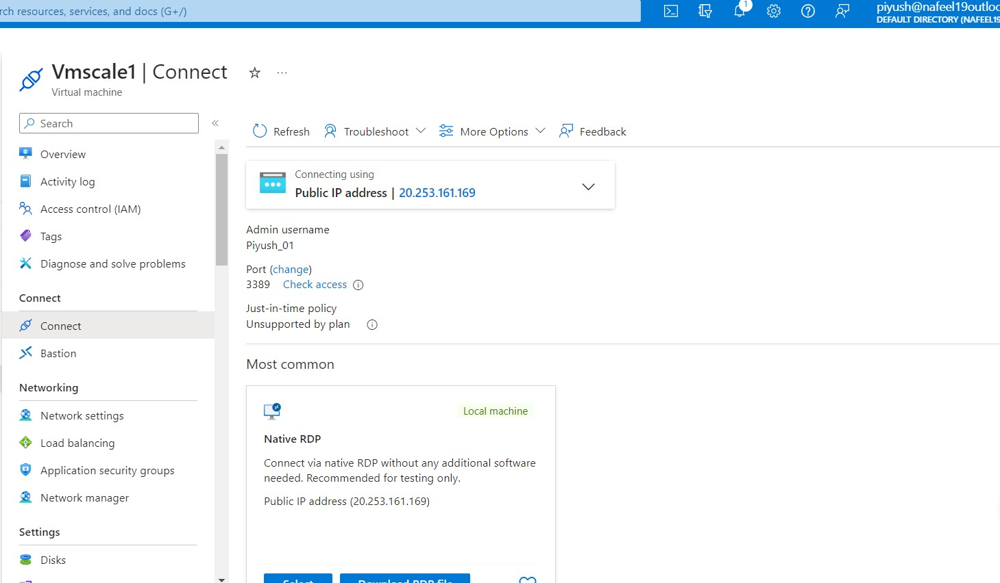 rch resources, services, and docs (G+/)
1
piyush@nafeel19outloo
DEFAULT DIRECTORY (NAFEEL19
Vmscale1 | Connect
Virtual machine
Search
Refresh
Troubleshoot
More Options
Feedback
Overview
Activity log
Access control (IAM)
Tags
Diagnose and solve problems
Connect
Connect
Bastion
Networking
Network settings
Load balancing
Application security groups
Network manager
Settings
Disks
Connecting using
Public IP address | 20.253.161.169
Admin username
Piyush_01
Port (change)
3389 Check access
Just-in-time policy
Unsupported by plan
Most common
Local machine
Native RDP
Connect via native RDP without any additional software
needed. Recommended for testing only.
Public IP address (20.253.161.169)
Select
Download RDP file